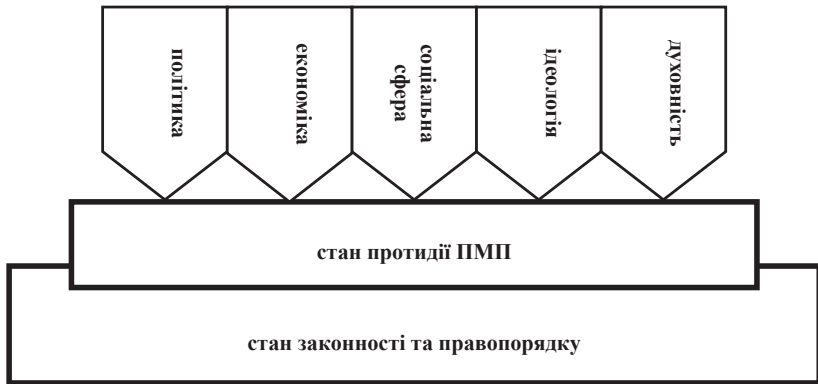 політика
економіка
соціальна
сфера
ідеологія
духовність
стан протидії ПМП
стан законності та правопорядку